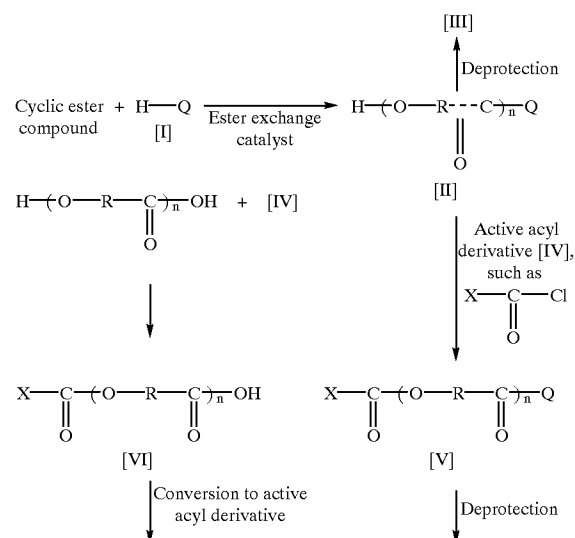 [III]
Deprotection
Cyclic ester + H—Q
compound
[I]
Ester exchange
catalyst
H—(O—R---C)n—Q
O
[II]
H—(O—R—C)n—OH + [IV]
O
Active acyl
derivative [IV],
such as
X—C—Cl
O
X—C—(O—R—C)n—OH
O O
[VI]
X—C—(O—R—C)n—Q
O O
[V]
Conversion to active
acyl derivative
Deprotection